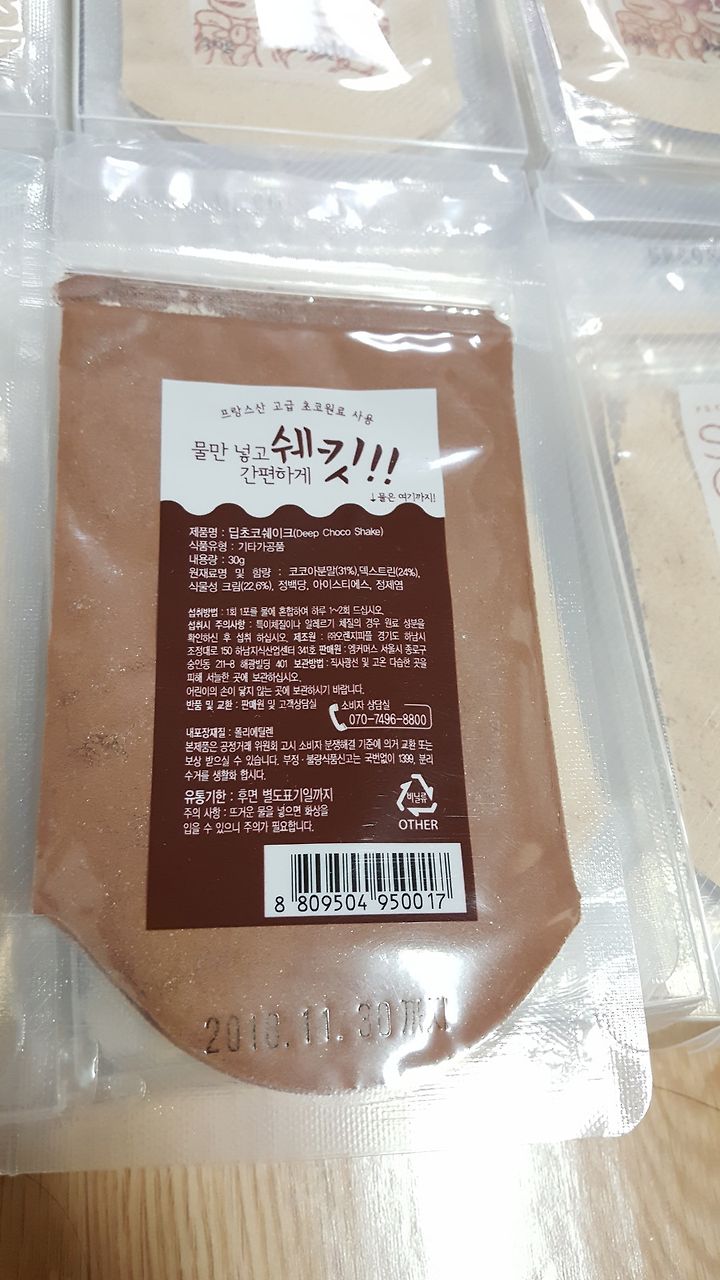 프랑스산 고급 초코원료 사용
물만 넣고 쉐킷!!
간편하게
↓물은 여기까지!
제품명 : 딥초코쉐이크(Deep Choco Shake)
식품유형 : 기타가공품
내용량 : 30g
원재료명 및 함량 : 코코아분말(31%),덱스트린(24%),
식물성 크림(22.6%), 정백당, 아이스티에스, 정제염
섭취방법 : 1회 1포를 물에 혼합하여 하루 1~2회 드십시오.
섭취시 주의사항 : 특이체질이나 알레르기 체질의 경우 원료 성분을
확인하신 후 섭취 하십시오. 제조원 : ㈜오렌지피플 경기도 하남시
조정대로 150 하남지식산업센터 341호 판매원 : 엠커머스 서울시 종로구
숭인동 211-8 해광빌딩 401 보관방법 : 직사광선 및 고온 다습한 곳을
피해 서늘한 곳에 보관하십시오.
어린이의 손이 닿지 않는 곳에 보관하시기 바랍니다.
반품 및 교환 : 판매원 및 고객상담실
소비자 상담실
070-7496-8800
내포장재질 : 폴리에틸렌
본제품은 공정거래 위원회 고시 소비자 분쟁해결 기준에 의거 교환 또는
보상 받으실 수 있습니다. 부정·불량식품신고는 국번없이 1399, 분리
수거를 생활화 합시다.
유통기한 : 후면 별도표기일까지
주의 사항 : 뜨거운 물을 넣으면 화상을
입을 수 있으니 주의가 필요합니다.
비닐류
OTHER
8 809504 950017
2018.11.30 까지